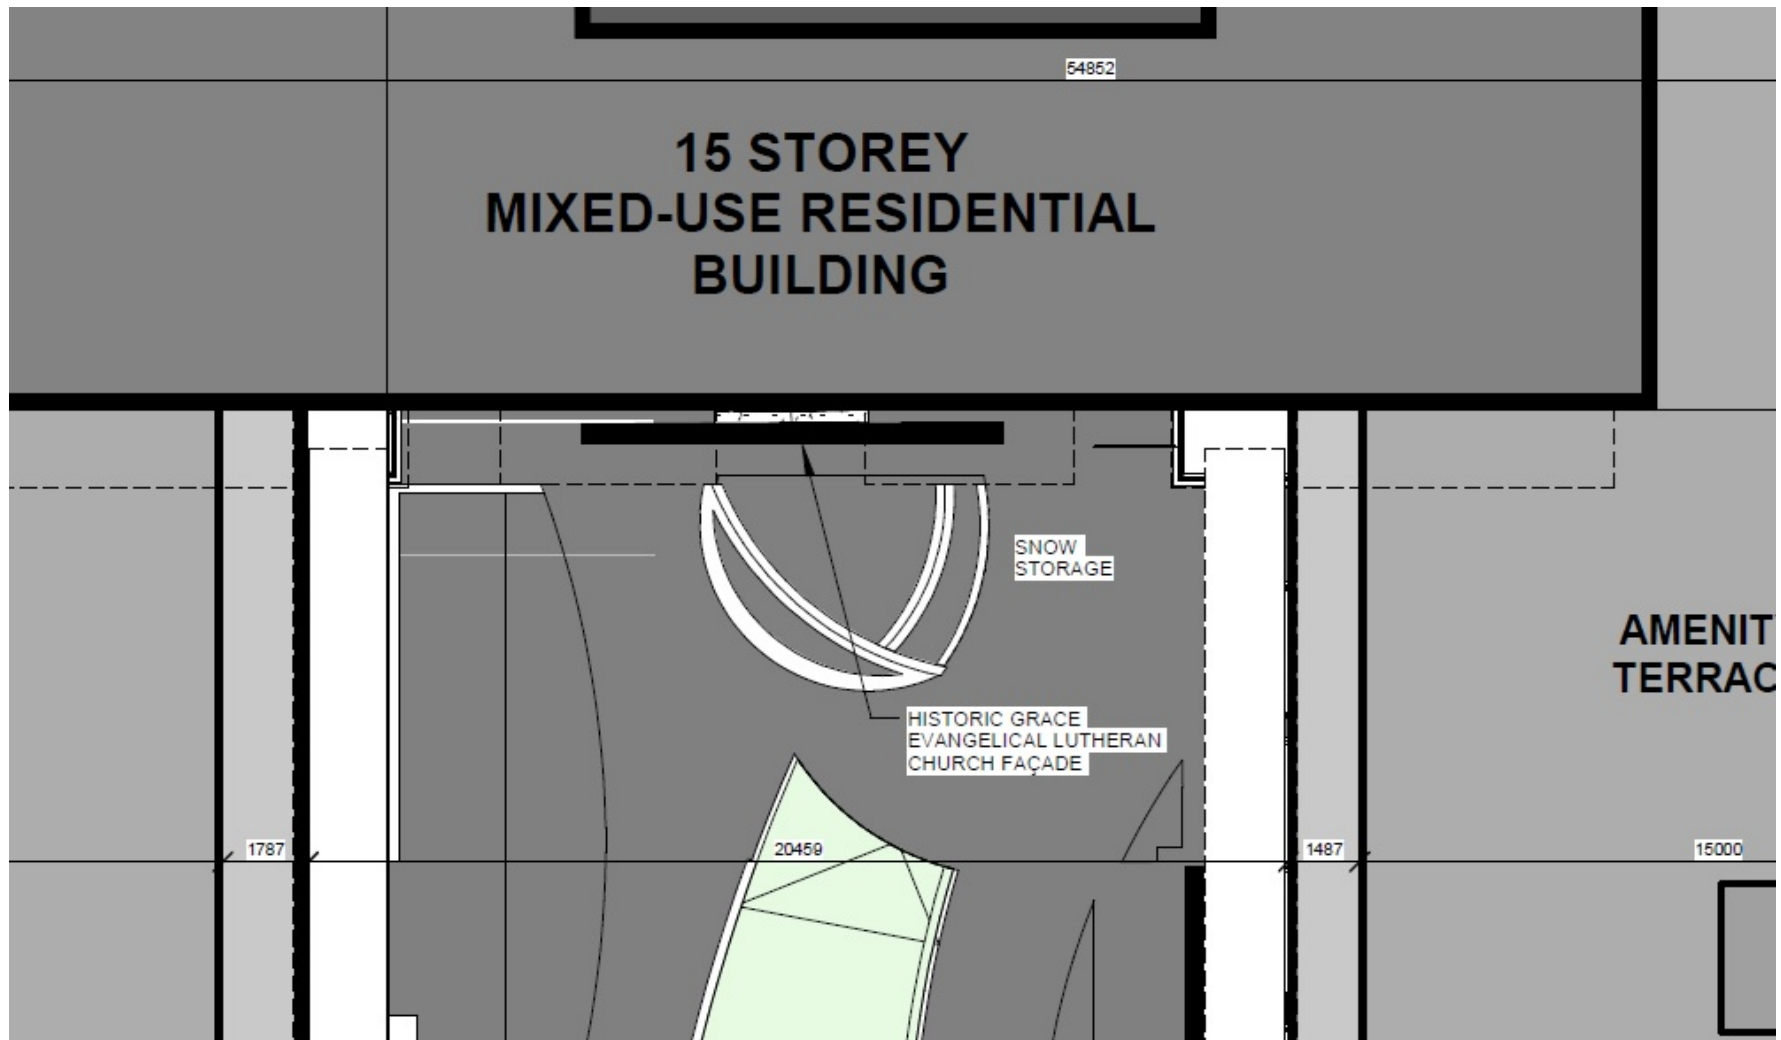 54852
15 STOREY
MIXED-USE RESIDENTIAL
BUILDING
SNOW
STORAGE
AMENIT
TERRAC
HISTORIC GRACE
EVANGELICAL LUTHERAN
CHURCH FAÇADE
1787
20459
1487
15000